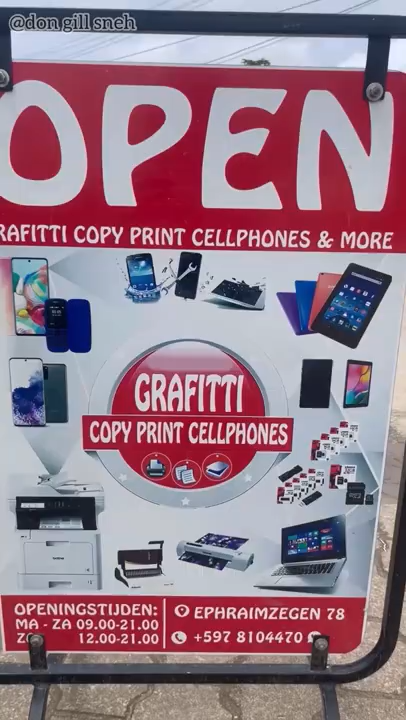 @don gill sneh
OPEN
RAFITTI COPY PRINT CELLPHONES & MORE
GRAFITTI
COPY PRINT CELLPHONES
OPENINGSTIJDEN:
MA - ZA 09.00-21.00
12.00-21.00
EPHRAIMZEGEN 78
+597 8104470